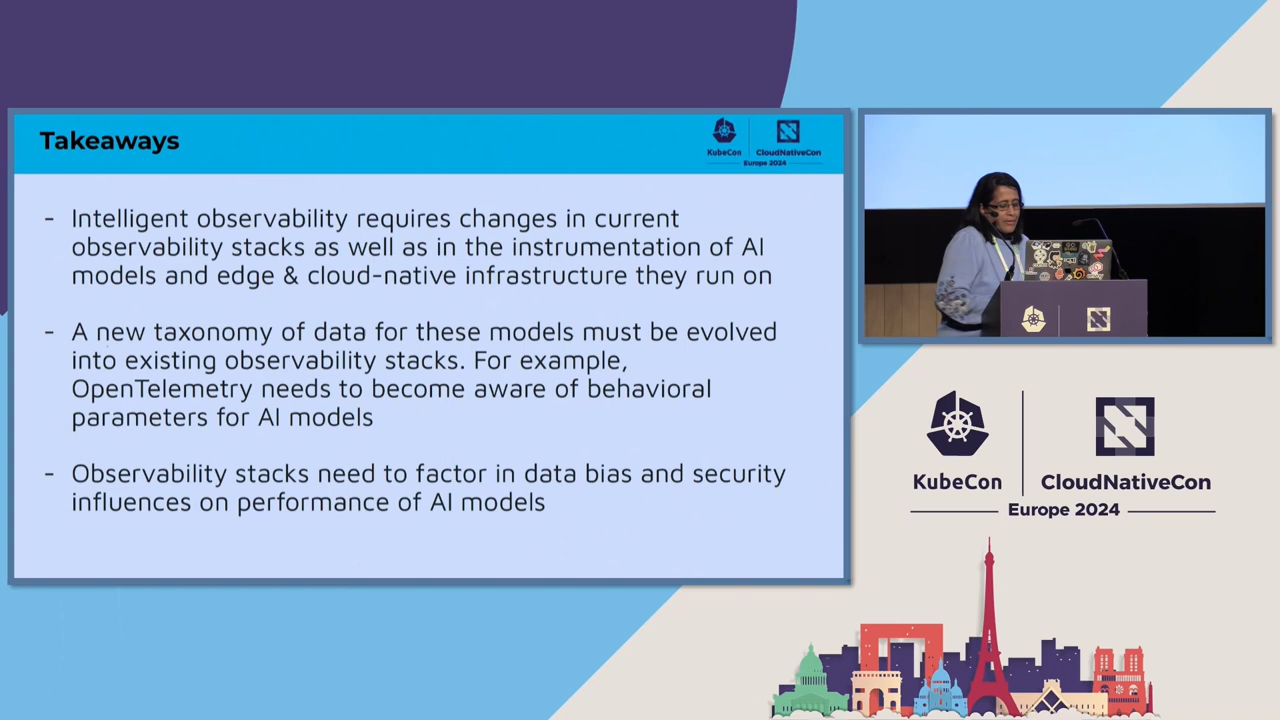 Takeaways
KubeCon
CloudNativeCon
Europe 2024
- Intelligent observability requires changes in current
observability stacks as well as in the instrumentation of AI
models and edge & cloud-native infrastructure they run on
- A new taxonomy of data for these models must be evolved
into existing observability stacks. For example,
OpenTelemetry needs to become aware of behavioral
parameters for AI models
- Observability stacks need to factor in data bias and security
influences on performance of AI models
KubeCon
CloudNativeCon
Europe 2024